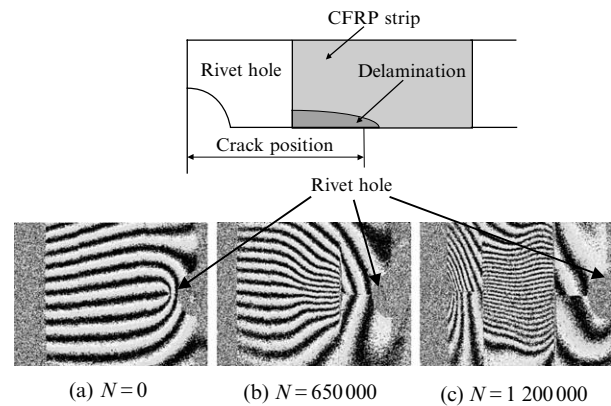 CFRP strip
Rivet hole
Delamination
Crack position
Rivet hole
(a) N = 0
(b) N = 650 000
(c) N = 1 200 000